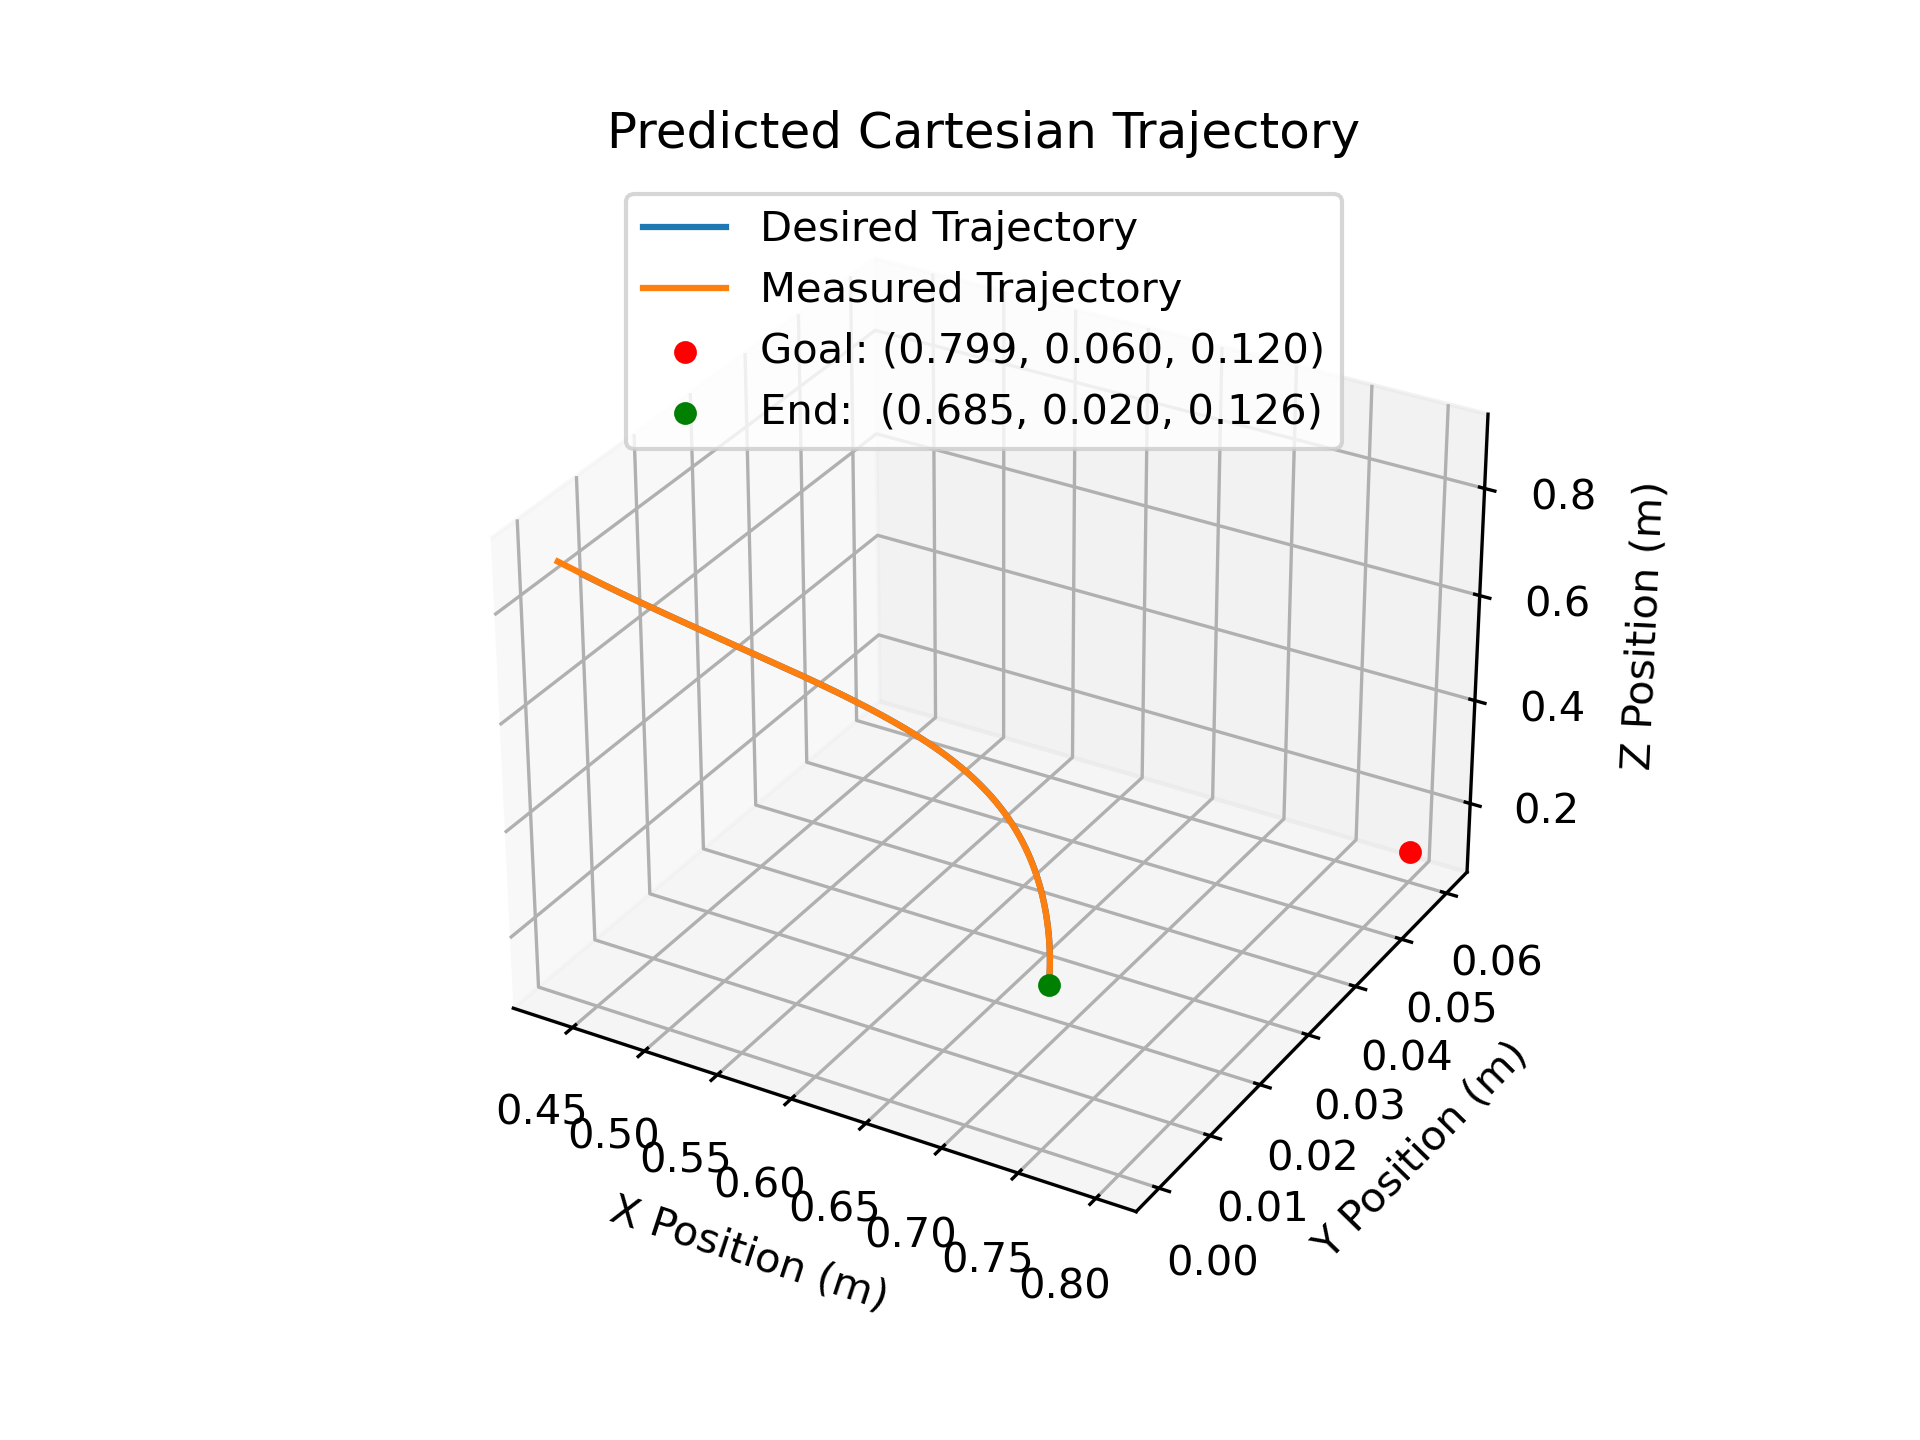 Predicted Cartesian Trajectory
Desired Trajectory
Measured Trajectory
Goal: (0.799, 0.060, 0.120)
End:  (0.685, 0.020, 0.126)
0.8
0.6
0.4
0.2
Z Position (m)
0.06
0.05
0.04
0.03
0.02
0.01
0.00
Y Position (m)
0.45
0.50
0.55
0.60
0.65
0.70
0.75
0.80
X Position (m)